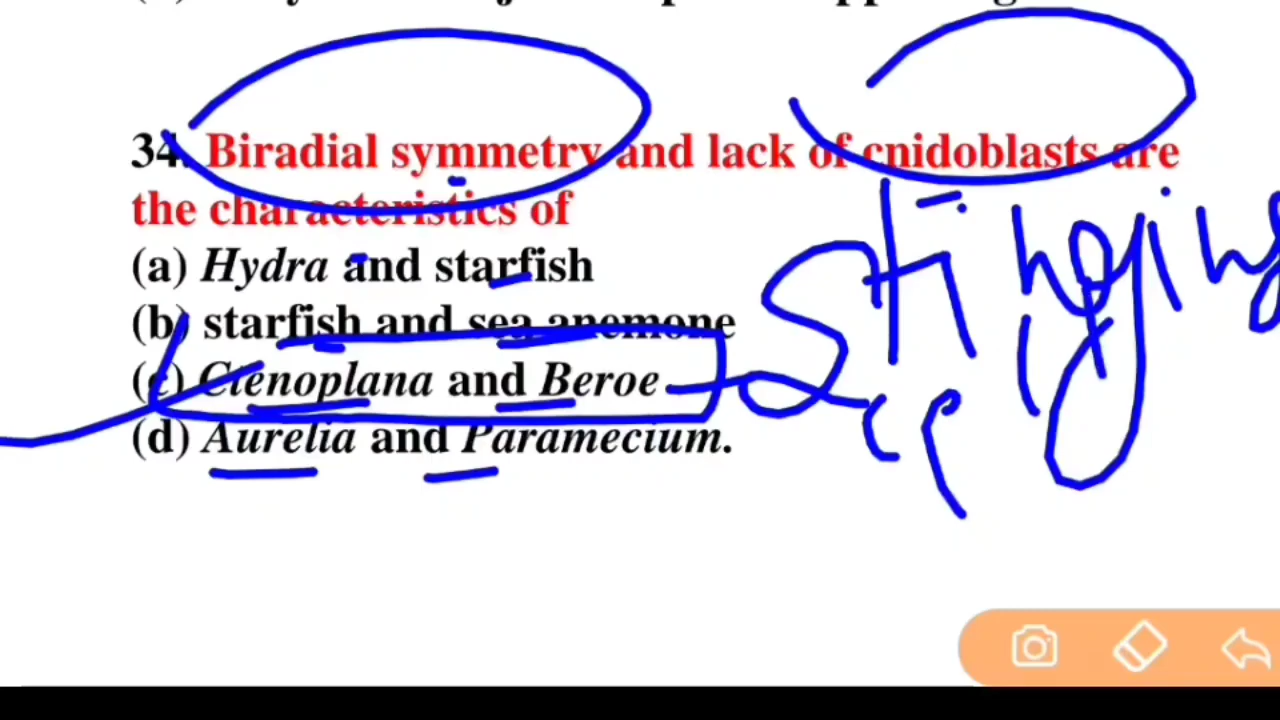 34. Biradial symmetry and lack of cnidoblasts are
the characteristics of
(a) Hydra and starfish
(b) starfish and sea anemone
(c) Ctenoplana and Beroe
(d) Aurelia and Paramecium.